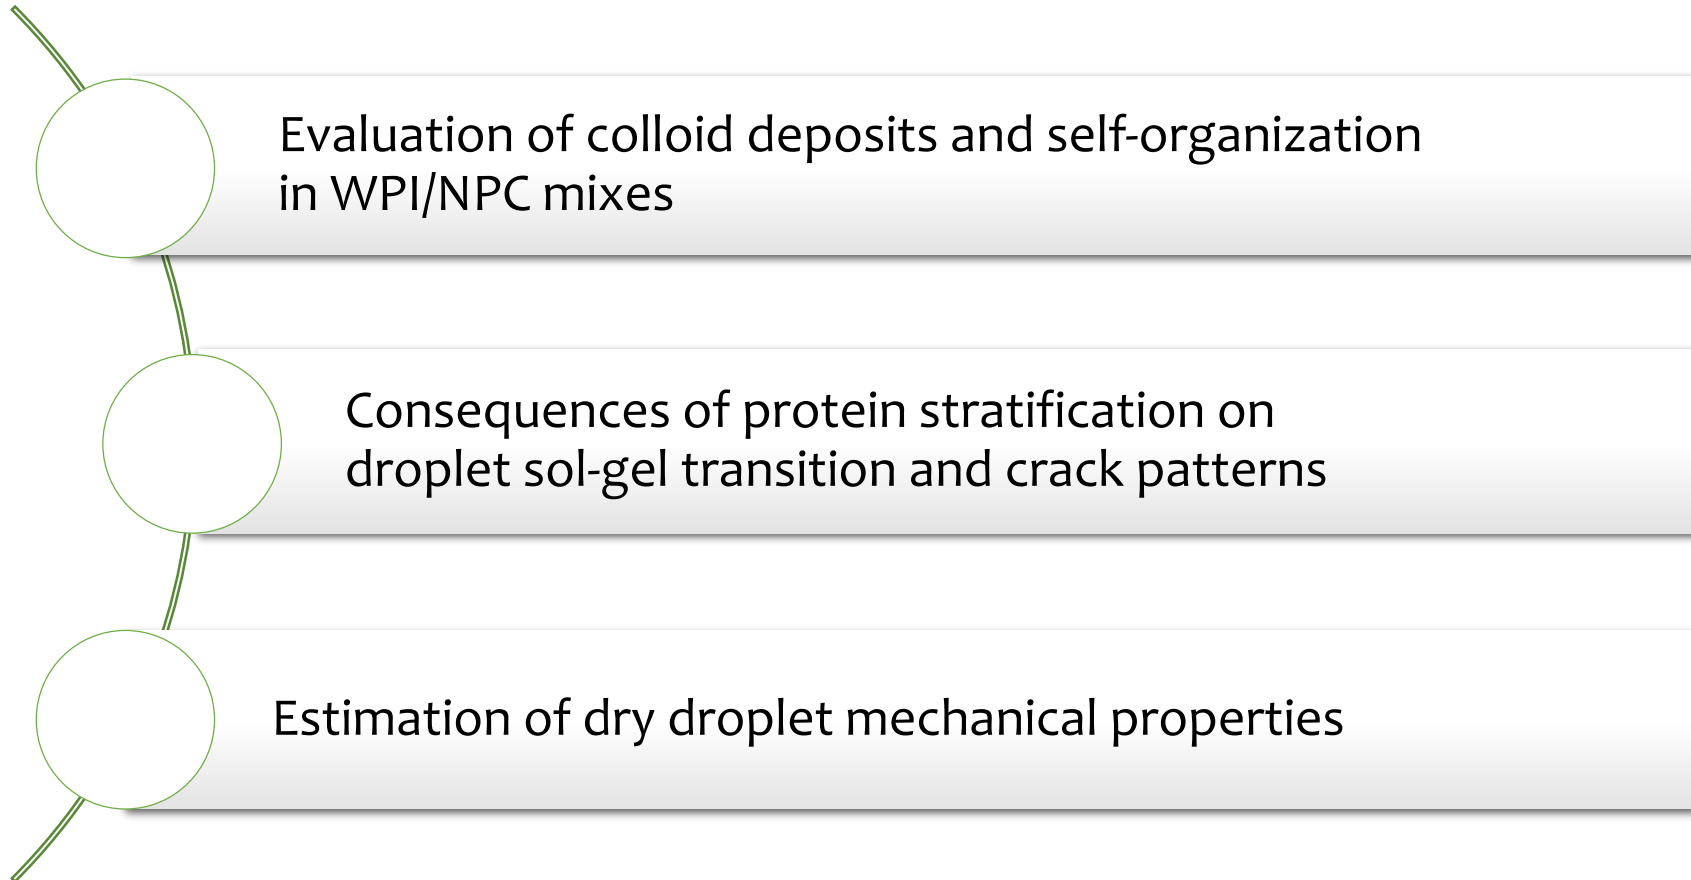 Evaluation of colloid deposits and self-organization
in WPI/NPC mixes
Consequences of protein stratification on
droplet sol-gel transition and crack patterns
Estimation of dry droplet mechanical properties